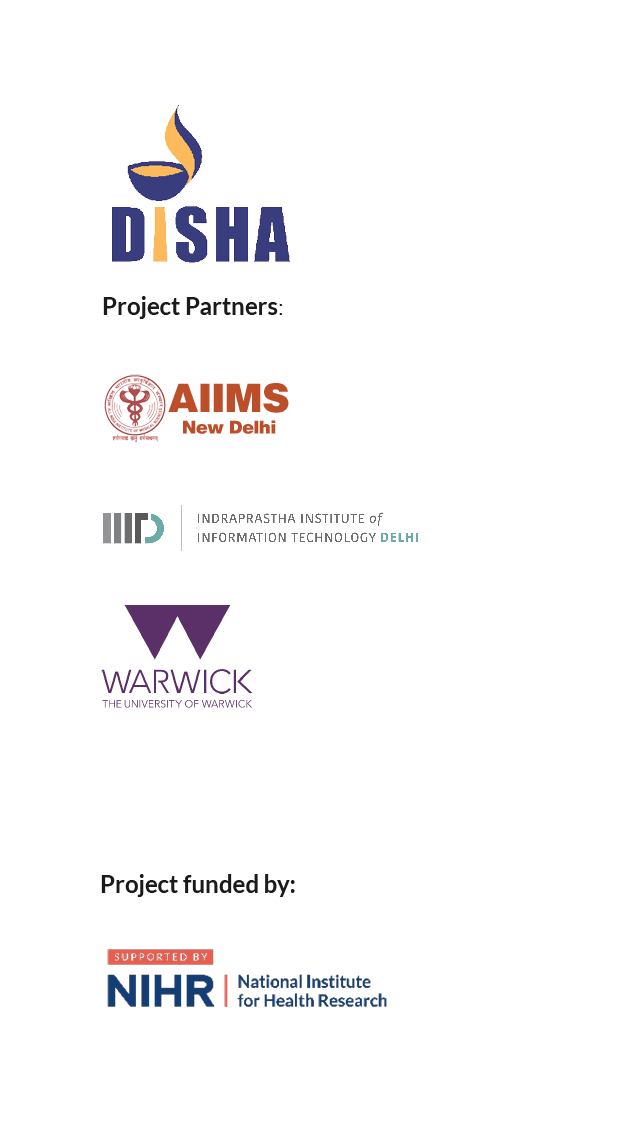 DISHA
Project Partners:
AIIMS
New Delhi
INDRAPRASTHA INSTITUTE of
INFORMATION TECHNOLOGY DELHI
WARWICK
THE UNIVERSITY OF WARWICK
Project funded by:
SUPPORTED BY
NIHR | National Institute
for Health Research